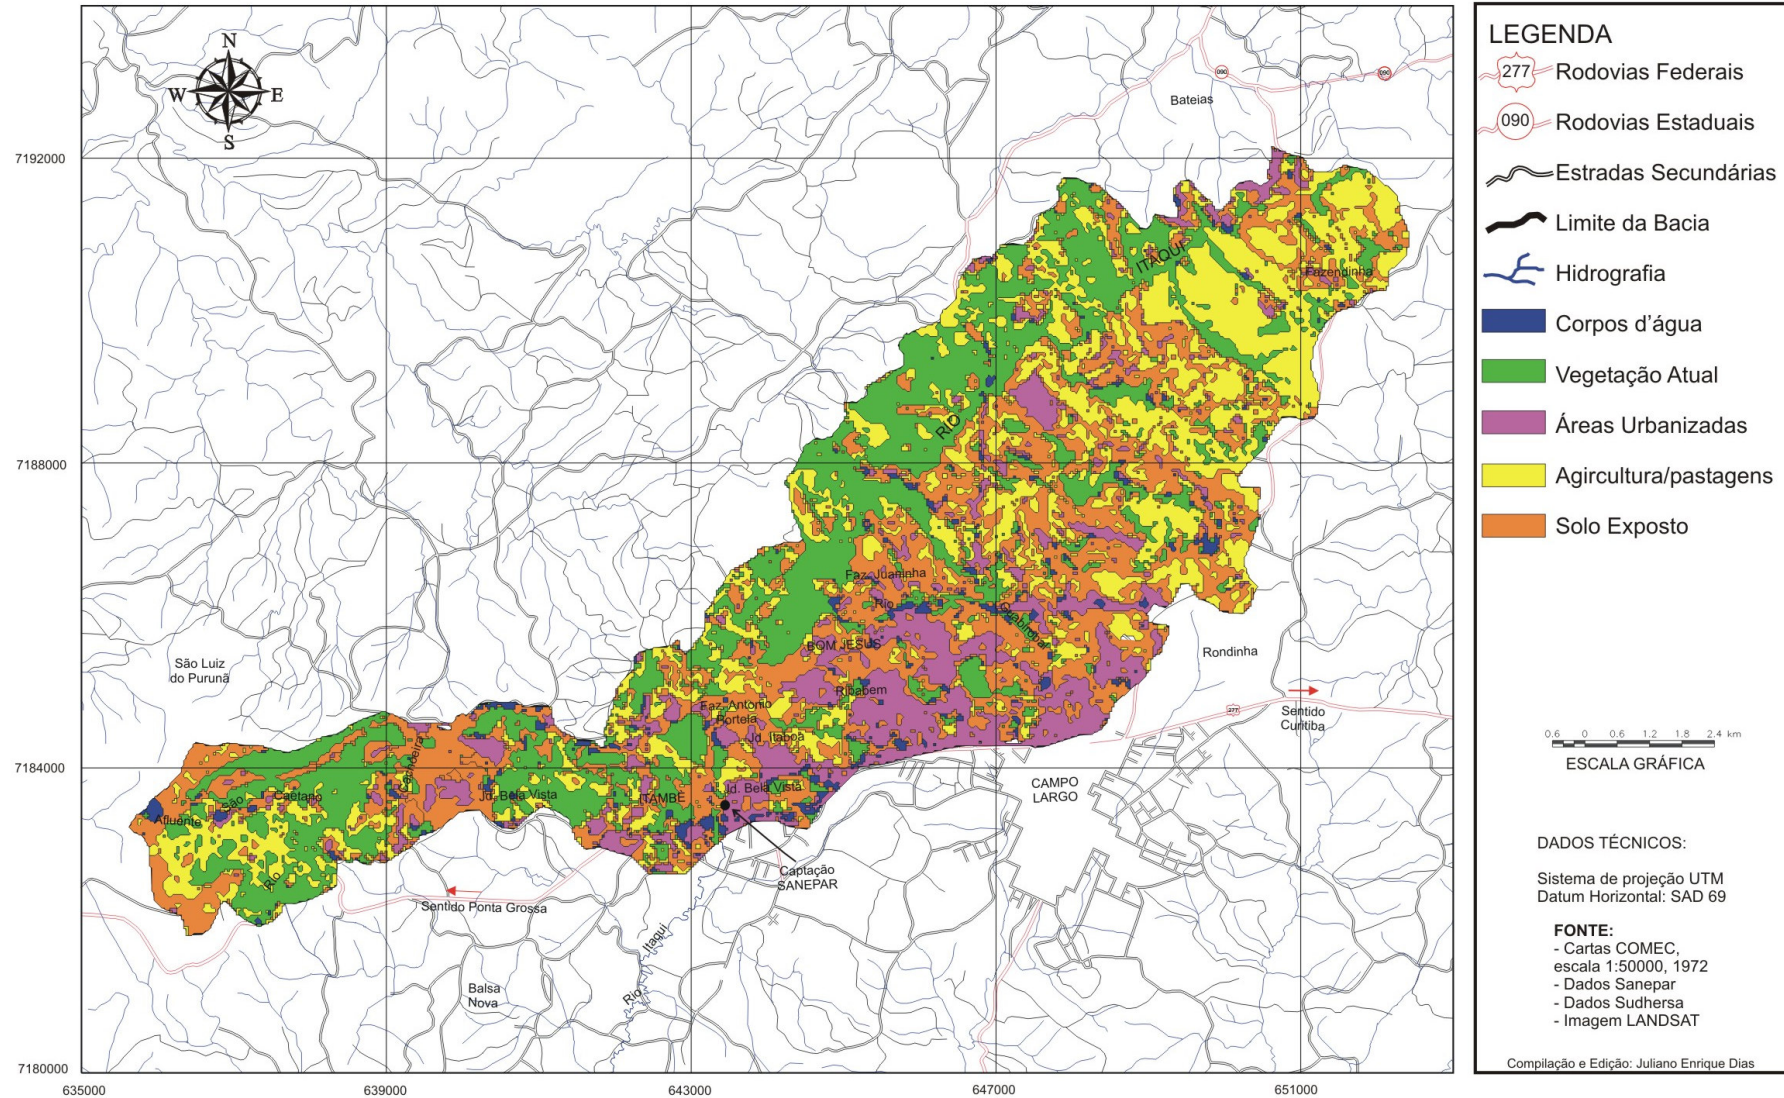 N
W
E
S
7192000
7188000
7184000
7180000
635000
639000
643000
647000
651000
090
090
Bateias
ITAQUI
Fazendinha
RIO
Faz. Juaninha
Rio
Guabirobar
BOM JESUS
Rondinha
Ribabem
Faz. Antonio
Portela
Jd. Itaboa
277
Sentido
Curitiba
São Luiz
do Purunã
Jd. Bela Vista
Jd. Bela Vista
ITAMBÉ
CAMPO
LARGO
Caetano
São
Afluente
Rio
Captação
SANEPAR
Sentido Ponta Grossa
Itaqui
Rio
Balsa
Nova
LEGENDA
277 Rodovias Federais
090 Rodovias Estaduais
Estradas Secundárias
Limite da Bacia
Hidrografia
Corpos d'água
Vegetação Atual
Áreas Urbanizadas
Agircultura/pastagens
Solo Exposto
0.6 0 0.6 1.2 1.8 2.4 km
ESCALA GRÁFICA
DADOS TÉCNICOS:
Sistema de projeção UTM
Datum Horizontal: SAD 69
FONTE:
- Cartas COMEC,
escala 1:50000, 1972
- Dados Sanepar
- Dados Sudhersa
- Imagem LANDSAT
Compilação e Edição: Juliano Enrique Dias